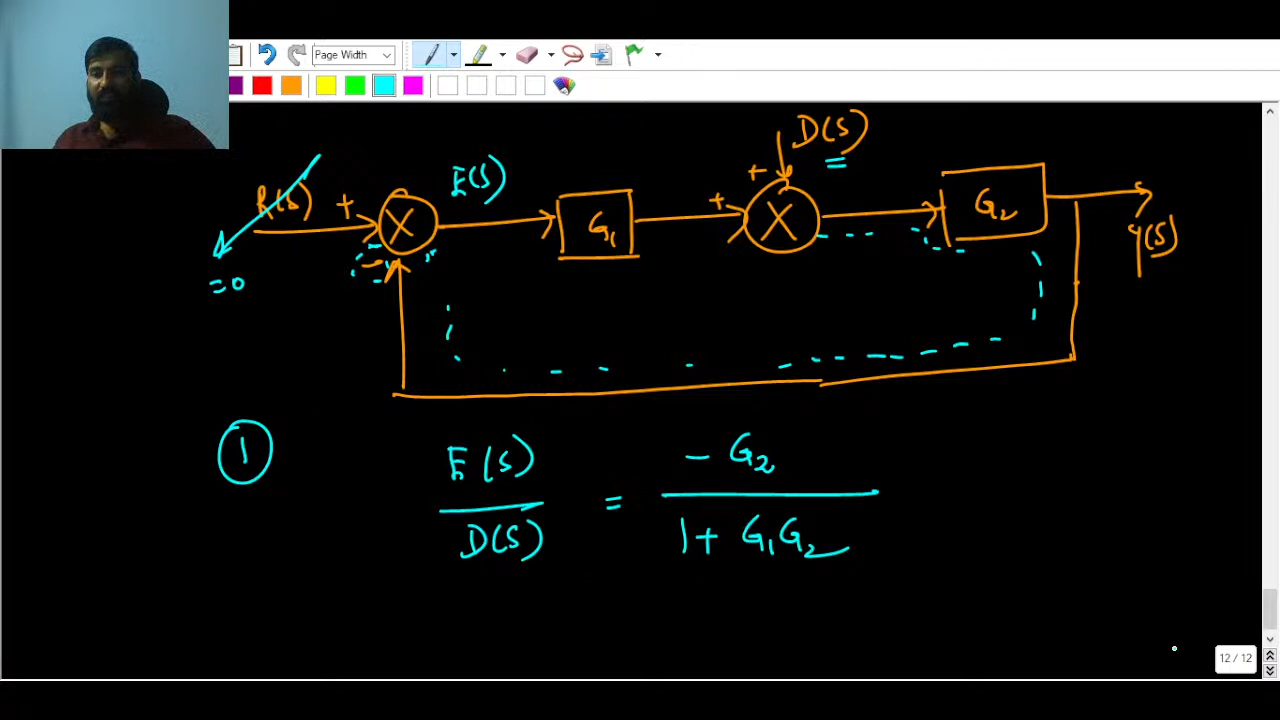 Page Width
D(s)
R(s) + E(s) G₁ + + G₂ Y(s)
-
= 0
① E(s) / D(s) = - G₂ / 1 + G₁G₂
12 / 12